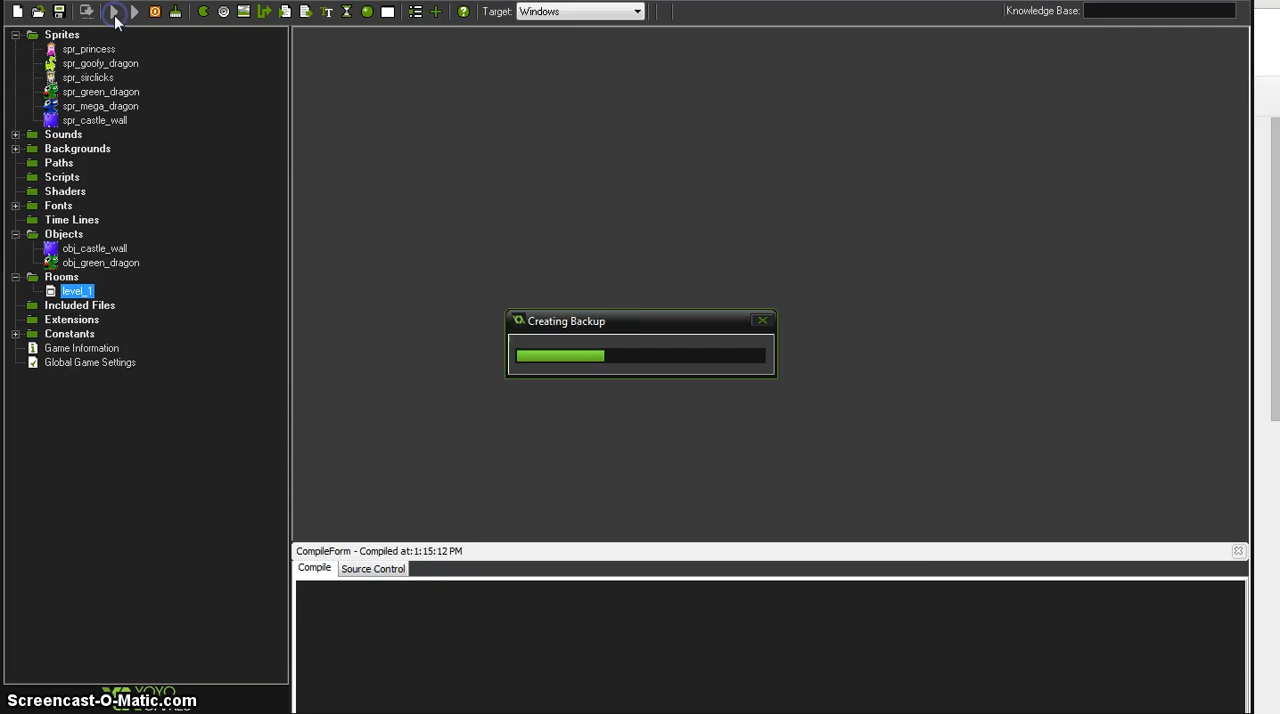 Target: Windows
Knowledge Base:
Sprites
spr_princess
spr_goofy_dragon
spr_sirclicks
spr_green_dragon
spr_mega_dragon
spr_castle_wall
Sounds
Backgrounds
Paths
Scripts
Shaders
Fonts
Time Lines
Objects
obj_castle_wall
obj_green_dragon
Rooms
level_1
Included Files
Extensions
Constants
Game Information
Global Game Settings
Creating Backup
CompileForm - Compiled at:1:15:12 PM
Compile
Source Control
Screencast-O-Matic.com